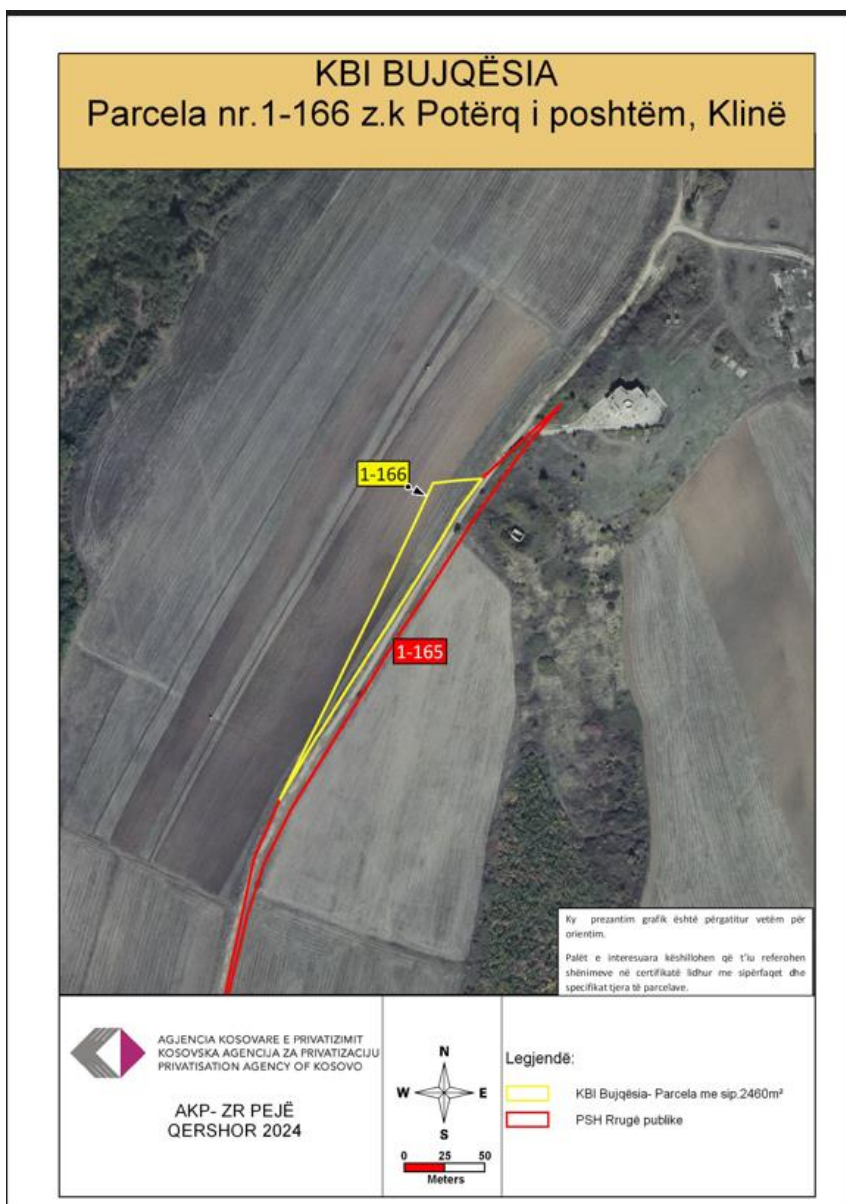 KBI BUJQËSIA
Parcela nr.1-166 z.k Potërq i poshtëm, Klinë
1-166
1-165
Ky prezantim grafik është përgatitur vetëm për
orientim.
Palët e interesuara këshillohen që t'iu referohen
shënimeve në certifikatë lidhur me sipërfaqet dhe
specifikat tjera të parcelave.
AGJENCIA KOSOVARE E PRIVATIZIMIT
KOSOVSKA AGENCIJA ZA PRIVATIZACIJU
PRIVATISATION AGENCY OF KOSOVO
AKP- ZR PEJË
QERSHOR 2024
N
W E
S
0 25 50
Meters
Legjendë:
KBI Bujqësia- Parcela me sip.2460m²
PSH Rrugë publike